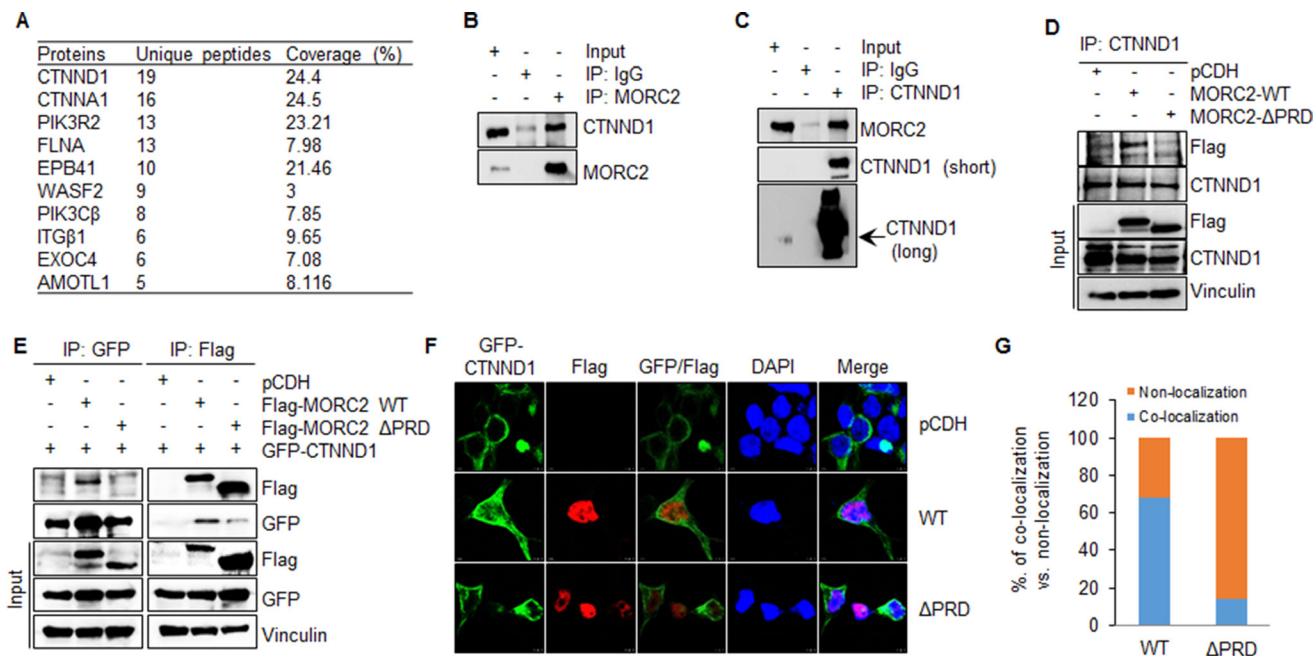 A
Proteins Unique peptides Coverage (%)
CTNND1 19 24.4
CTNNA1 16 24.5
PIK3R2 13 23.21
FLNA 13 7.98
EPB41 10 21.46
WASF2 9 3
PIK3Cβ 8 7.85
ITGβ1 6 9.65
EXOC4 6 7.08
AMOTL1 5 8.116
B
+ - - Input
- + - IP: IgG
- - + IP: MORC2
CTNND1
MORC2
C
+ - - Input
- + - IP: IgG
- - + IP: CTNND1
MORC2
CTNND1 (short)
CTNND1
(long)
D
IP: CTNND1
+ - - pCDH
- + - MORC2-WT
- - + MORC2-ΔPRD
Flag
CTNND1
Input
Flag
CTNND1
Vinculin
E
IP: GFP IP: Flag
+ - - + - - pCDH
- + - - + - Flag-MORC2 WT
- - + - - + Flag-MORC2 ΔPRD
+ + + + + + GFP-CTNND1
Flag
GFP
Input
Flag
GFP
Vinculin
F
GFP-
CTNND1 Flag GFP/Flag DAPI Merge
pCDH
WT
ΔPRD
G
Non-localization
Co-localization
%. of co-localization
vs. non-localization
120
100
80
60
40
20
0
WT ΔPRD